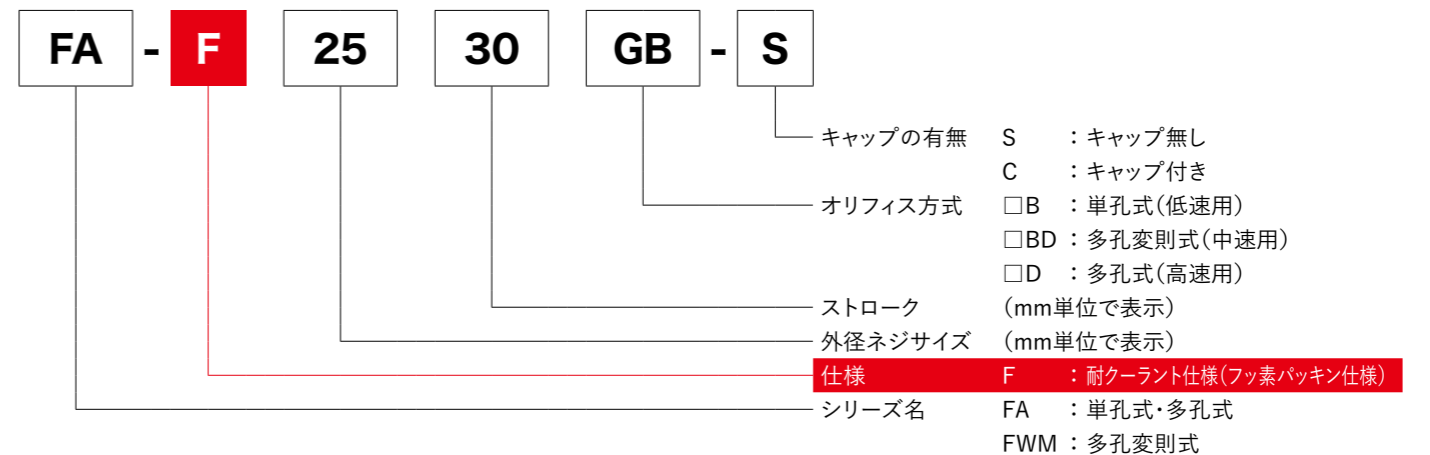 FA - F 25 30 GB - S
キャップの有無 S ：キャップ無し
C ：キャップ付き
オリフィス方式 □B ：単孔式（低速用）
□BD ：多孔変則式（中速用）
□D ：多孔式（高速用）
ストローク （mm単位で表示）
外径ネジサイズ （mm単位で表示）
仕様 F ：耐クーラント仕様（フッ素パッキン仕様）
シリーズ名 FA ：単孔式・多孔式
FWM ：多孔変則式